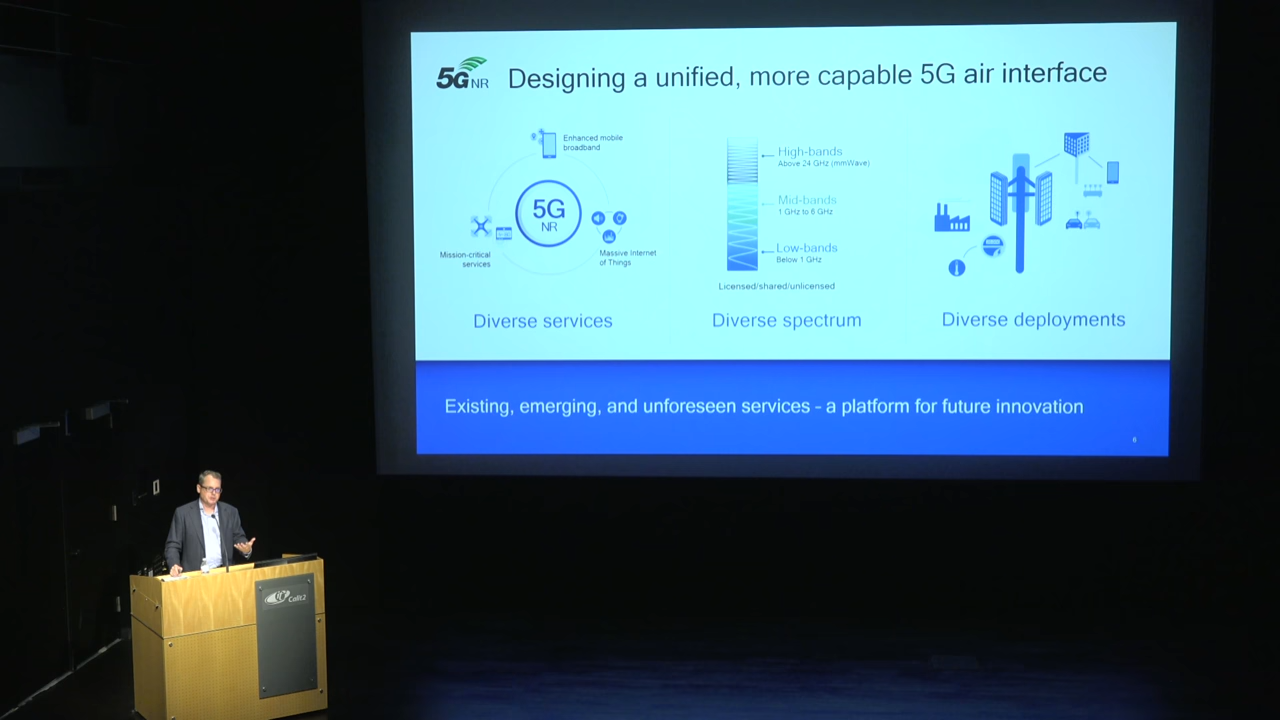 5G NR
Designing a unified, more capable 5G air interface
Enhanced mobile
broadband
5G
NR
Mission-critical
services
Massive Internet
of Things
Diverse services
High-bands
Above 24 GHz (mmWave)
Mid-bands
1 GHz to 6 GHz
Low-bands
Below 1 GHz
Licensed/shared/unlicensed
Diverse spectrum
Diverse deployments
Existing, emerging, and unforeseen services - a platform for future innovation
6
Calit2